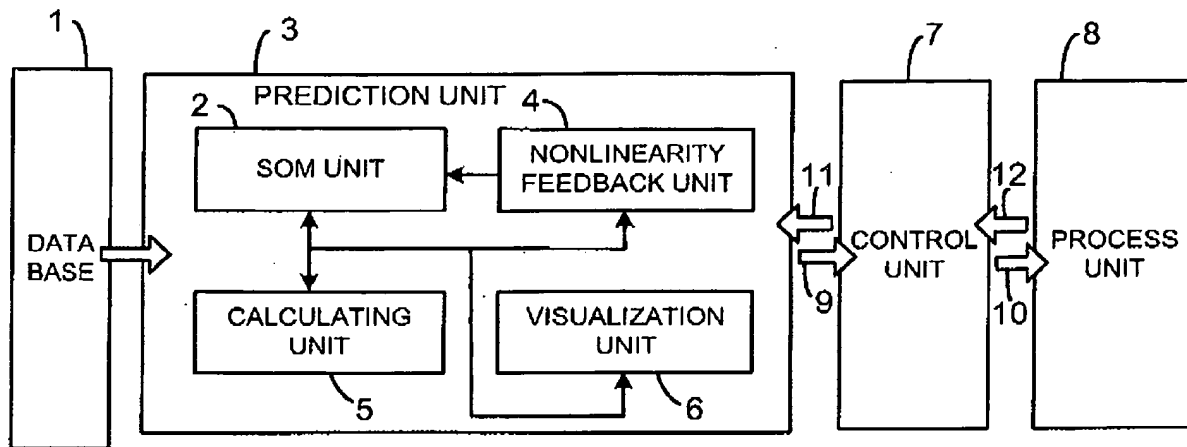 1
3
7
8
PREDICTION UNIT
2
4
SOM UNIT
NONLINEARITY
FEEDBACK UNIT
11
12
DATA
BASE
CONTROL
UNIT
PROCESS
UNIT
9
10
CALCULATING
UNIT
VISUALIZATION
UNIT
5
6